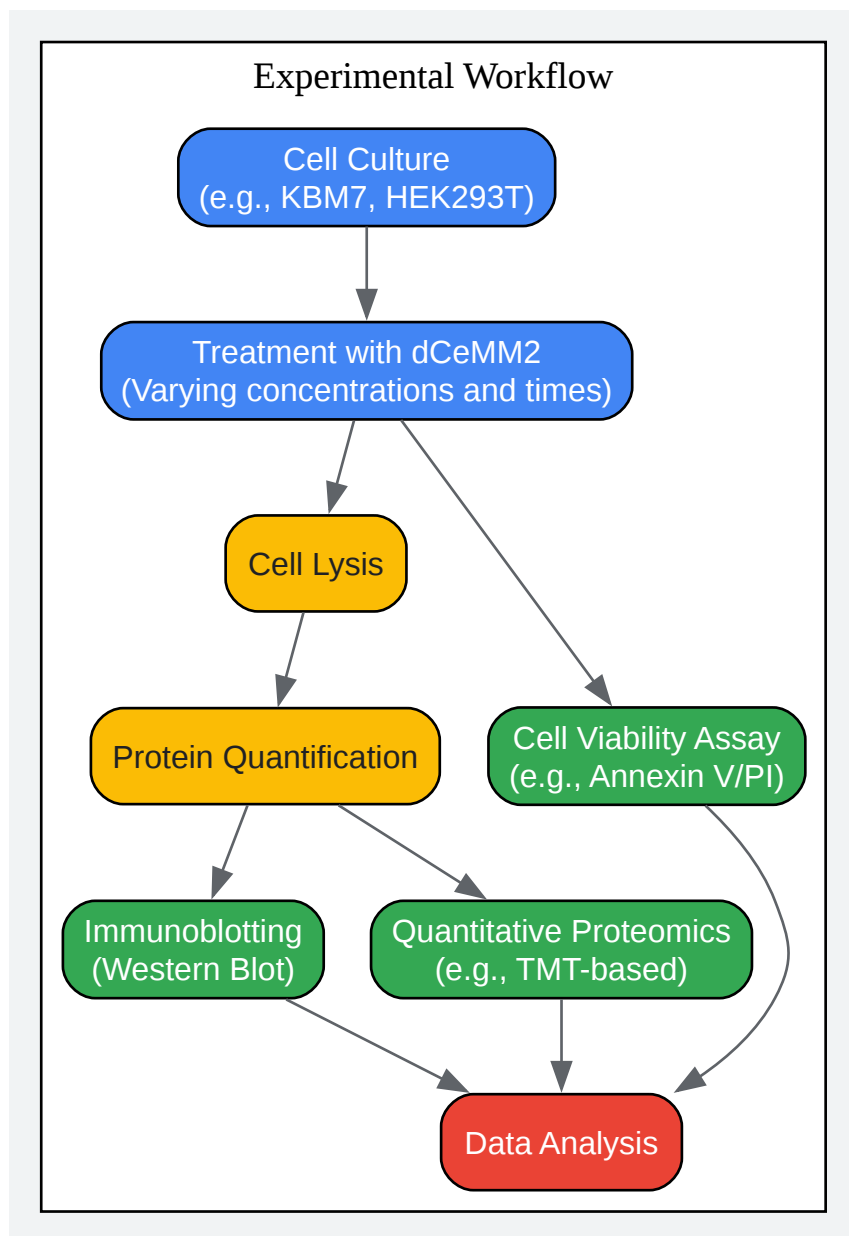 Experimental Workflow
Cell Culture
(e.g., KBM7, HEK293T)
Treatment with dCeMM2
(Varying concentrations and times)
Cell Lysis
Protein Quantification
Cell Viability Assay
(e.g., Annexin V/PI)
Immunoblotting
(Western Blot)
Quantitative Proteomics
(e.g., TMT-based)
Data Analysis